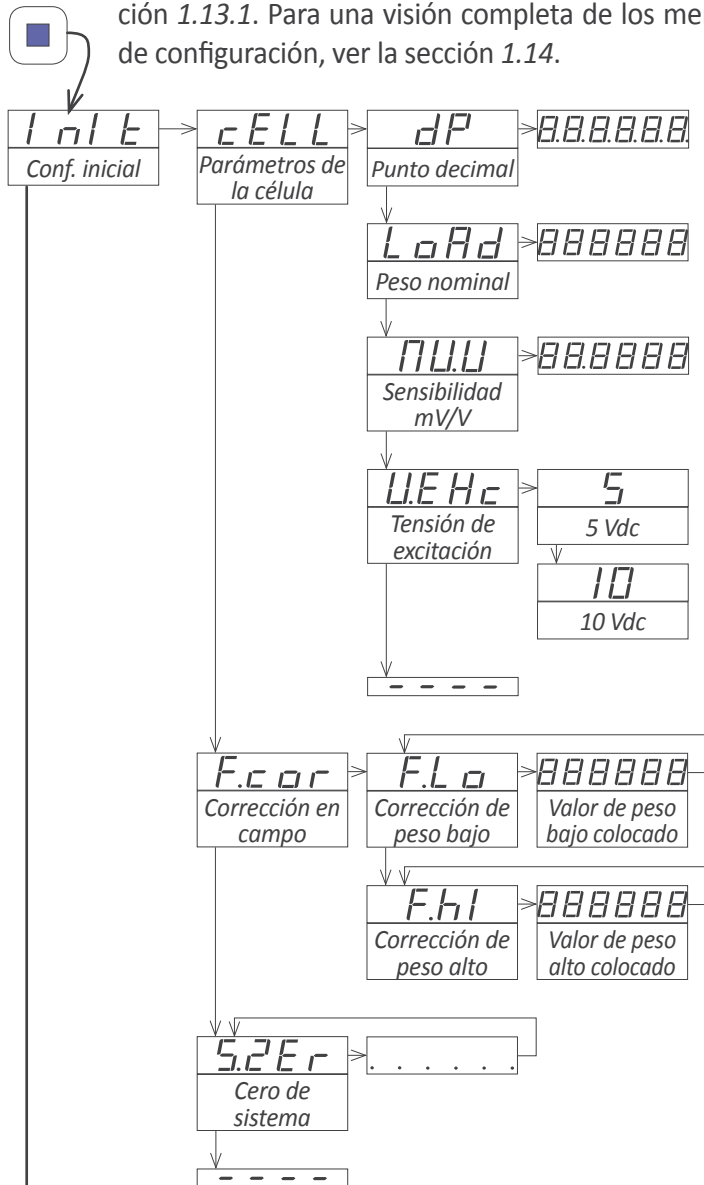 ción 1.13.1. Para una visión completa de los me
de configuración, ver la sección 1.14.
InIt
Conf. inicial
cELL
Parámetros de
la célula
dP
Punto decimal
8.8.8.8.8.8.
LoAd
Peso nominal
888888
MU.U
Sensibilidad
mV/V
88.8888
U.EHc
Tensión de
excitación
5
5 Vdc
10
10 Vdc
- - - -
F.cor
Corrección en
campo
F.Lo
Corrección de
peso bajo
888888
Valor de peso
bajo colocado
F.hI
Corrección de
peso alto
888888
Valor de peso
alto colocado
S.2Er
Cero de
sistema
. . . . . .
- - - -